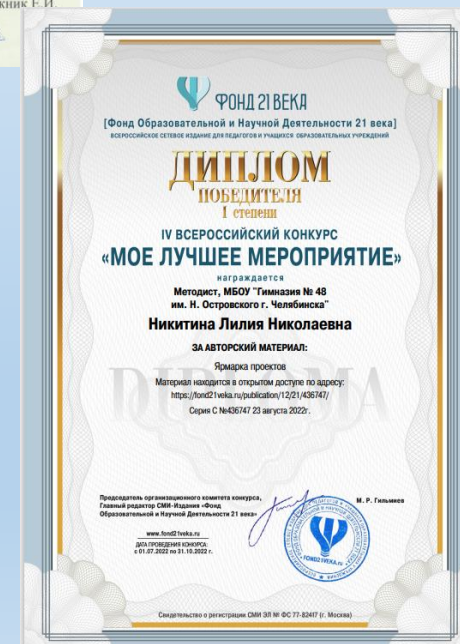 ФОНД 21 ВЕКА
[Фонд Образовательной и Научной Деятельности 21 века]
ВСЕРОССИЙСКОЕ СЕТЕВОЕ ИЗДАНИЕ ДЛЯ ПЕДАГОГОВ И УЧАЩИХСЯ ОБРАЗОВАТЕЛЬНЫХ УЧРЕЖДЕНИЙ
ДИПЛОМ
ПОБЕДИТЕЛЯ
I степени
IV ВСЕРОССИЙСКИЙ КОНКУРС
«МОЕ ЛУЧШЕЕ МЕРОПРИЯТИЕ»
награждается
Методист, МБОУ "Гимназия № 48
им. Н. Островского г. Челябинска"
Никитина Лилия Николаевна
ЗА АВТОРСКИЙ МАТЕРИАЛ:
Ярмарка проектов
DIPLOMA
Материал находится в открытом доступе по адресу:
https://fond21veka.ru/publication/12/21/436747/
Серия С №436747 23 августа 2022г.
Председатель организационного комитета конкурса,
Главный редактор СМИ-Издания «Фонд
Образовательной и Научной Деятельности 21 века»
М. Р. Гильмиев
www.fond21veka.ru
ДАТА ПРОВЕДЕНИЯ КОНКУРСА:
с 01.07.2022 по 31.10.2022 г.
FOND21VEKA.ru
Свидетельство о регистрации СМИ ЭЛ № ФС 77-82417 (г. Москва)